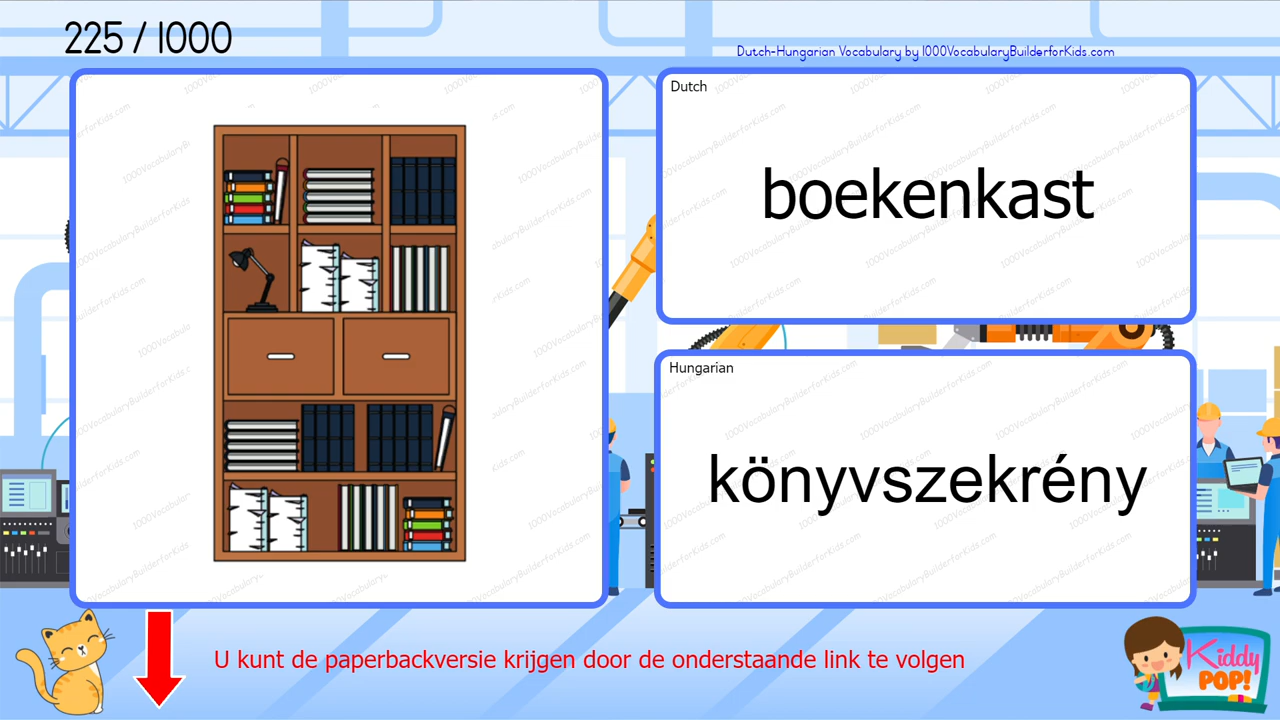 225 / 1000
Dutch-Hungarian Vocabulary by 1000VocabularyBuilderforKids.com
Dutch
boekenkast
Hungarian
könyvszekrény
U kunt de paperbackversie krijgen door de onderstaande link te volgen
Kiddy
POP!